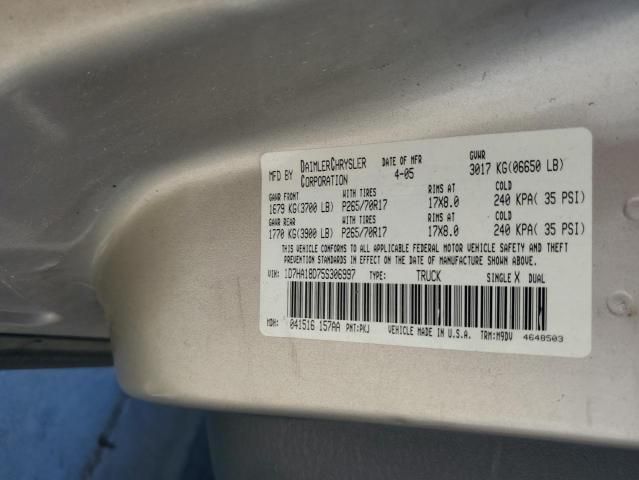 MFD BY DAIMLERCHRYSLER CORPORATION DATE OF MFR 4-05 GVWR 3017 KG(06650 LB)
GAWR FRONT WITH TIRES RIMS AT COLD
1679 KG(3700 LB) P265/70R17 17X8.0 240 KPA( 35 PSI)
GAWR REAR WITH TIRES RIMS AT COLD
1770 KG(3900 LB) P265/70R17 17X8.0 240 KPA( 35 PSI)
THIS VEHICLE CONFORMS TO ALL APPLICABLE FEDERAL MOTOR VEHICLE SAFETY AND THEFT
PREVENTION STANDARDS IN EFFECT ON THE DATE OF MANUFACTURE SHOWN ABOVE.
VIN: 1D7HA18D75S306997 TYPE: TRUCK SINGLE X DUAL
MDH: 041516 157AA PNT:PKJ VEHICLE MADE IN U.S.A. TRM:M9DV 4648503